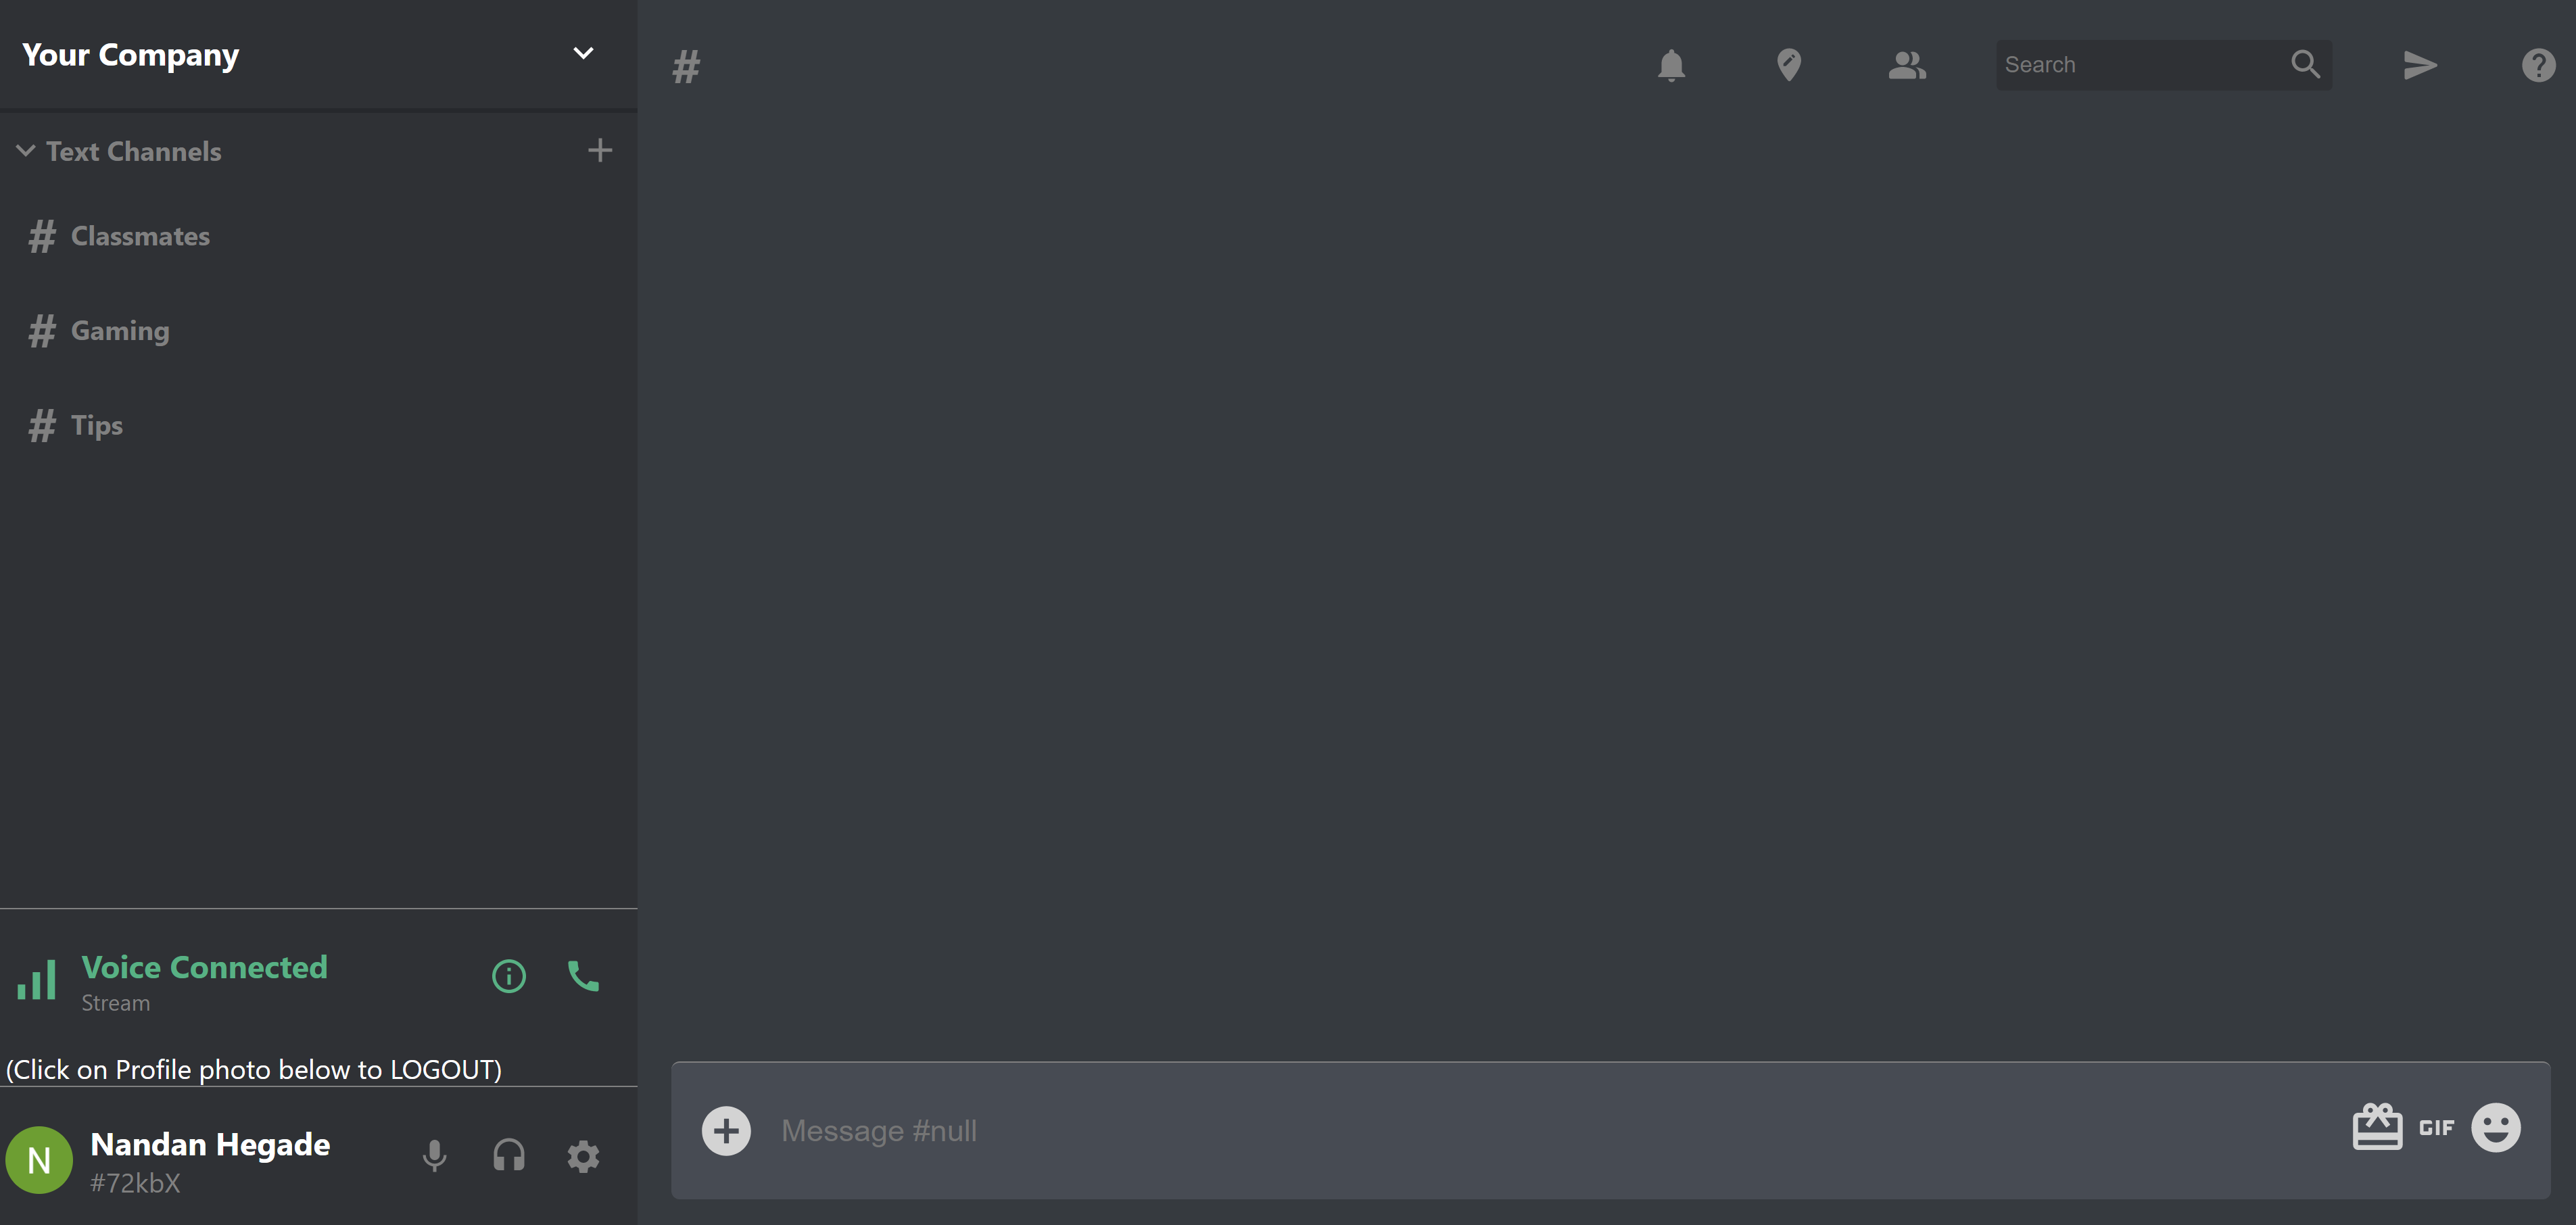 Your Company
#
Search
Text Channels
# Classmates
# Gaming
# Tips
Voice Connected
Stream
(Click on Profile photo below to LOGOUT)
Message #null
GIF
N
Nandan Hegade
#72kbX